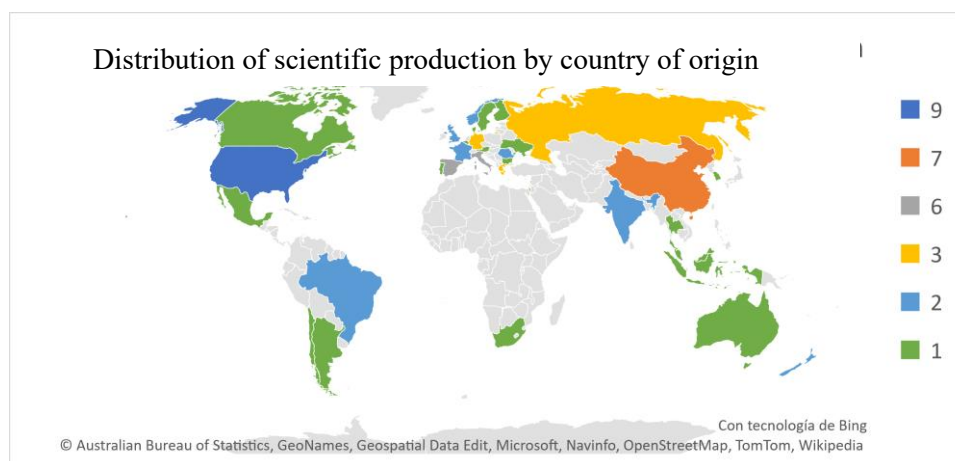 Distribution of scientific production by country of origin
9
7
6
3
2
1
Con tecnología de Bing
© Australian Bureau of Statistics, GeoNames, Geospatial Data Edit, Microsoft, Navinfo, OpenStreetMap, TomTom, Wikipedia